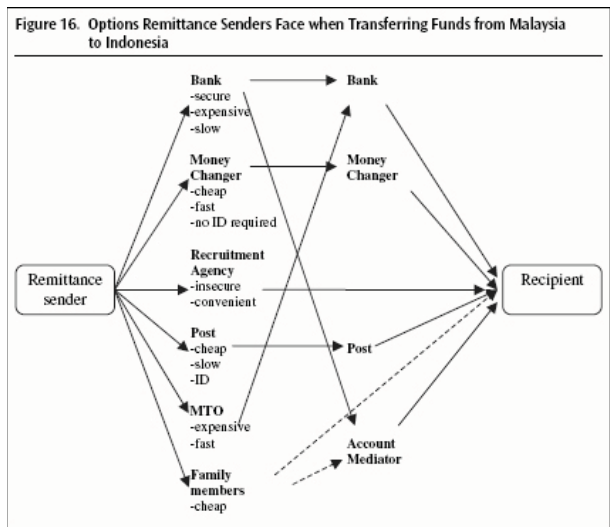 Figure 16. Options Remittance Senders Face when Transferring Funds from Malaysia
to Indonesia
Remittance
sender
Bank
-secure
-expensive
-slow
Money
Changer
-cheap
-fast
-no ID required
Recruitment
Agency
-insecure
-convenient
Post
-cheap
-slow
-ID
MTO
-expensive
-fast
Family
members
-cheap
Bank
Money
Changer
Post
Account
Mediator
Recipient